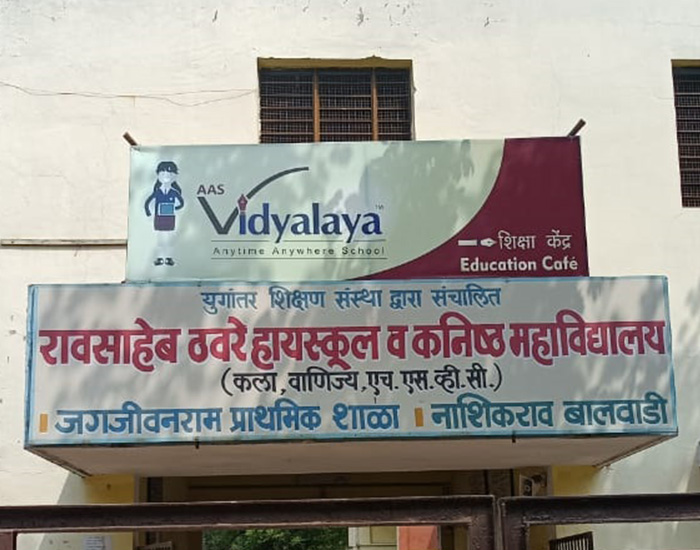 AAS
Vidyalaya™
Anytime Anywhere School
शिक्षा केंद्र
Education Café
युगांतर शिक्षण संस्था द्वारा संचालित
रावसाहेब ठवरे हायस्कूल व कनिष्ठ महाविद्यालय
(कला, वाणिज्य, एच.एस.व्ही.सी.)
जगजीवनराम प्राथमिक शाळा नाशिकराव बालवाडी